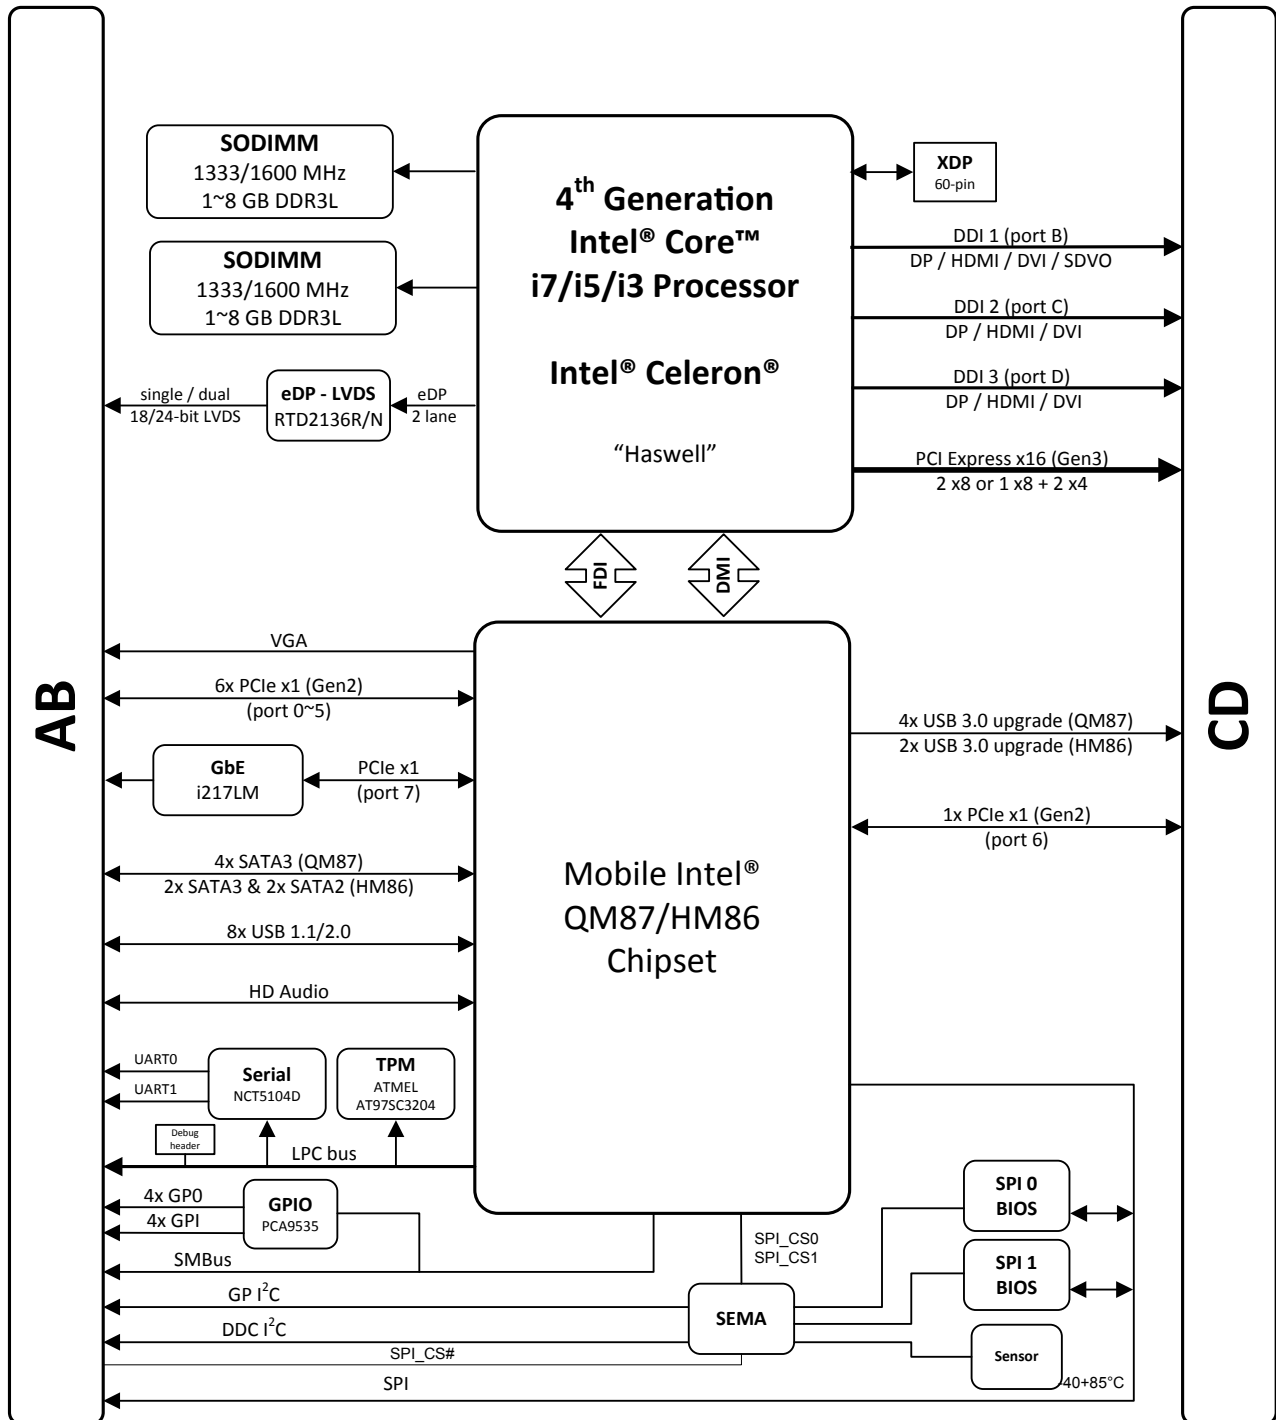 SODIMM
1333/1600 MHz
1~8 GB DDR3L
SODIMM
1333/1600 MHz
1~8 GB DDR3L
single / dual
18/24-bit LVDS
eDP - LVDS
RTD2136R/N
eDP
2 lane
4th Generation
Intel® Core™
i7/i5/i3 Processor
Intel® Celeron®
“Haswell”
XDP
60-pin
DDI 1 (port B)
DP / HDMI / DVI / SDVO
DDI 2 (port C)
DP / HDMI / DVI
DDI 3 (port D)
DP / HDMI / DVI
PCI Express x16 (Gen3)
2 x8 or 1 x8 + 2 x4
FDI
DMI
AB
CD
VGA
6x PCIe x1 (Gen2)
(port 0~5)
GbE
i217LM
PCIe x1
(port 7)
4x SATA3 (QM87)
2x SATA3 & 2x SATA2 (HM86)
8x USB 1.1/2.0
HD Audio
Mobile Intel®
QM87/HM86
Chipset
4x USB 3.0 upgrade (QM87)
2x USB 3.0 upgrade (HM86)
1x PCIe x1 (Gen2)
(port 6)
UART0
UART1
Serial
NCT5104D
TPM
ATMEL
AT97SC3204
Debug
header
LPC bus
4x GP0
4x GPI
GPIO
PCA9535
SMBus
GP I²C
DDC I²C
SPI_CS#
SPI
SPI_CS0
SPI_CS1
SEMA
SPI 0
BIOS
SPI 1
BIOS
Sensor
-40+85°C